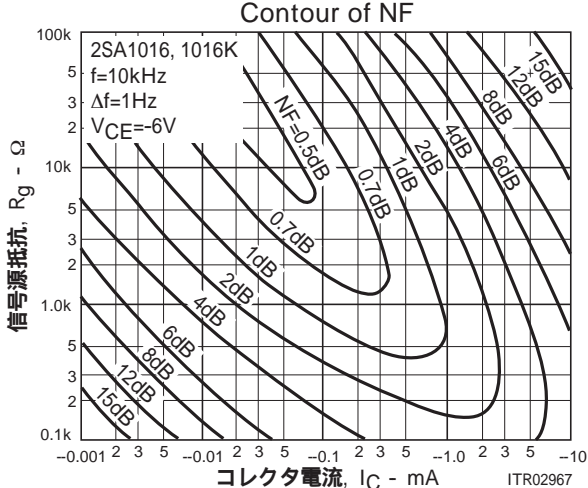 Contour of NF
100k
5
3
2
10k
5
3
2
1.0k
5
3
2
0.1k
信号源抵抗, Rg - Ω
2SA1016, 1016K
f=10kHz
Δf=1Hz
VCE=-6V
NF=0.5dB
0.7dB
1dB
2dB
4dB
6dB
8dB
12dB
15dB
0.7dB
1dB
2dB
4dB
6dB
8dB
12dB
15dB
--0.001 2 3 5 --0.01 2 3 5 --0.1 2 3 5 --1.0 2 3 5 --10
コレクタ電流, IC - mA
ITR02967